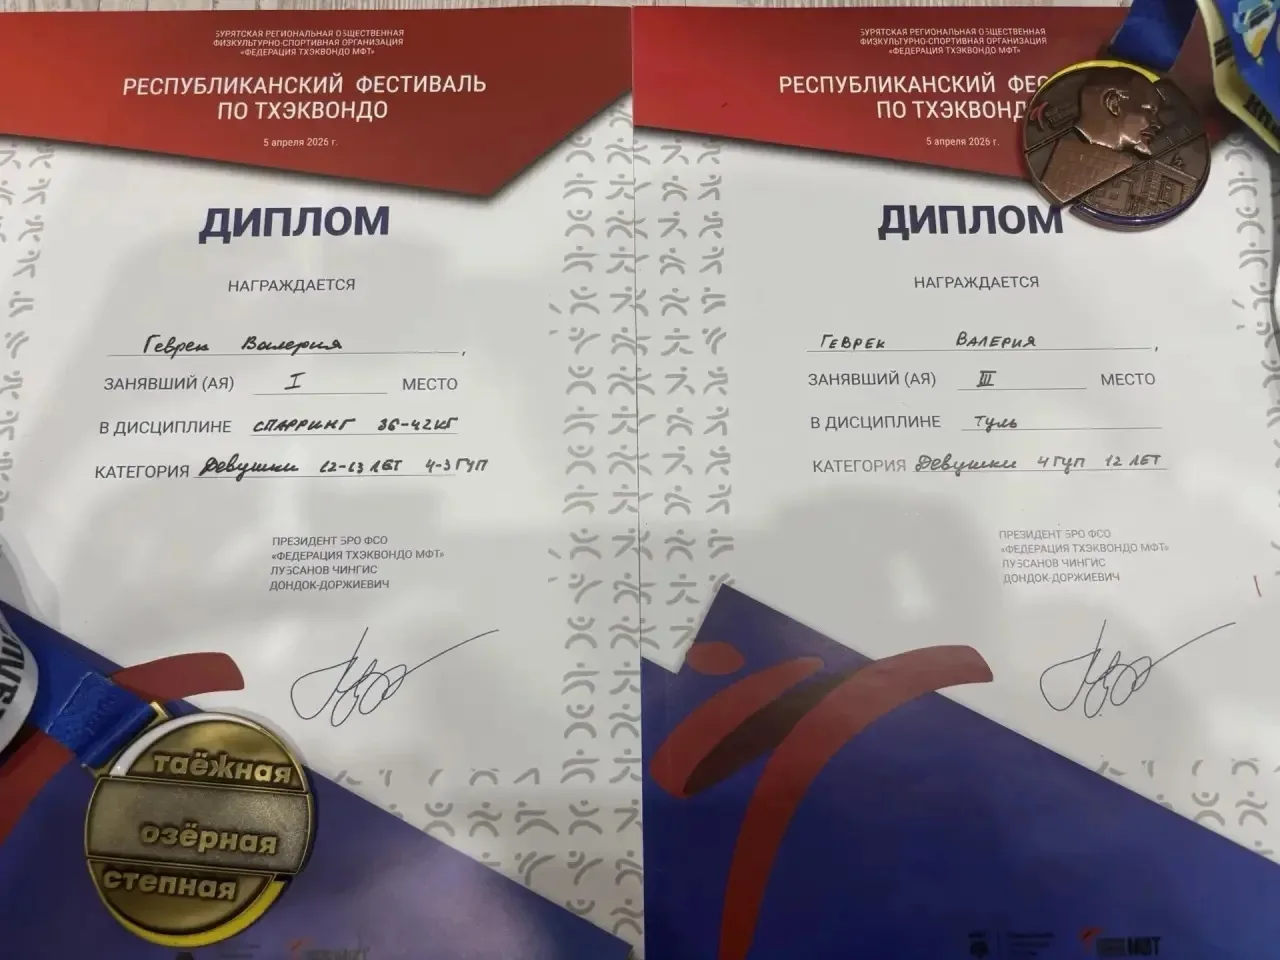 БУРЯТСКАЯ РЕГИОНАЛЬНАЯ ОБЩЕСТВЕННАЯ
ФИЗКУЛЬТУРНО-СПОРТИВНАЯ ОРГАНИЗАЦИЯ
«ФЕДЕРАЦИЯ ТХЭКВОНДО МФТ»
РЕСПУБЛИКАНСКИЙ ФЕСТИВАЛЬ
ПО ТХЭКВОНДО
5 апреля 2026 г.
ДИПЛОМ
НАГРАЖДАЕТСЯ
Геврек Валерия,
ЗАНЯВШИЙ (АЯ) I МЕСТО
В ДИСЦИПЛИНЕ СПАРРИНГ 36-42КГ
КАТЕГОРИЯ Девушки 12-13 ЛЕТ 4-3 ГУП
ПРЕЗИДЕНТ БРО ФСО
«ФЕДЕРАЦИЯ ТХЭКВОНДО МФТ»
ЛУБСАНОВ ЧИНГИС
ДОНДОК-ДОРЖИЕВИЧ
таёжная
озёрная
степная
БУРЯТСКАЯ РЕГИОНАЛЬНАЯ ОБЩЕСТВЕННАЯ
ФИЗКУЛЬТУРНО-СПОРТИВНАЯ ОРГАНИЗАЦИЯ
«ФЕДЕРАЦИЯ ТХЭКВОНДО МФТ»
РЕСПУБЛИКАНСКИЙ ФЕС
ПО ТХЭКВОНД
5 апреля 2026 г.
ДИПЛОМ
НАГРАЖДАЕТСЯ
ГЕВРЕК ВАЛЕРИЯ,
ЗАНЯВШИЙ (АЯ) III МЕСТО
В ДИСЦИПЛИНЕ Туль
КАТЕГОРИЯ Девушки 4 ГУП 12 ЛЕТ
ПРЕЗИДЕНТ БРО ФСО
«ФЕДЕРАЦИЯ ТХЭКВОНДО МФТ»
ЛУБСАНОВ ЧИНГИС
ДОНДОК-ДОРЖИЕВИЧ
МФТ